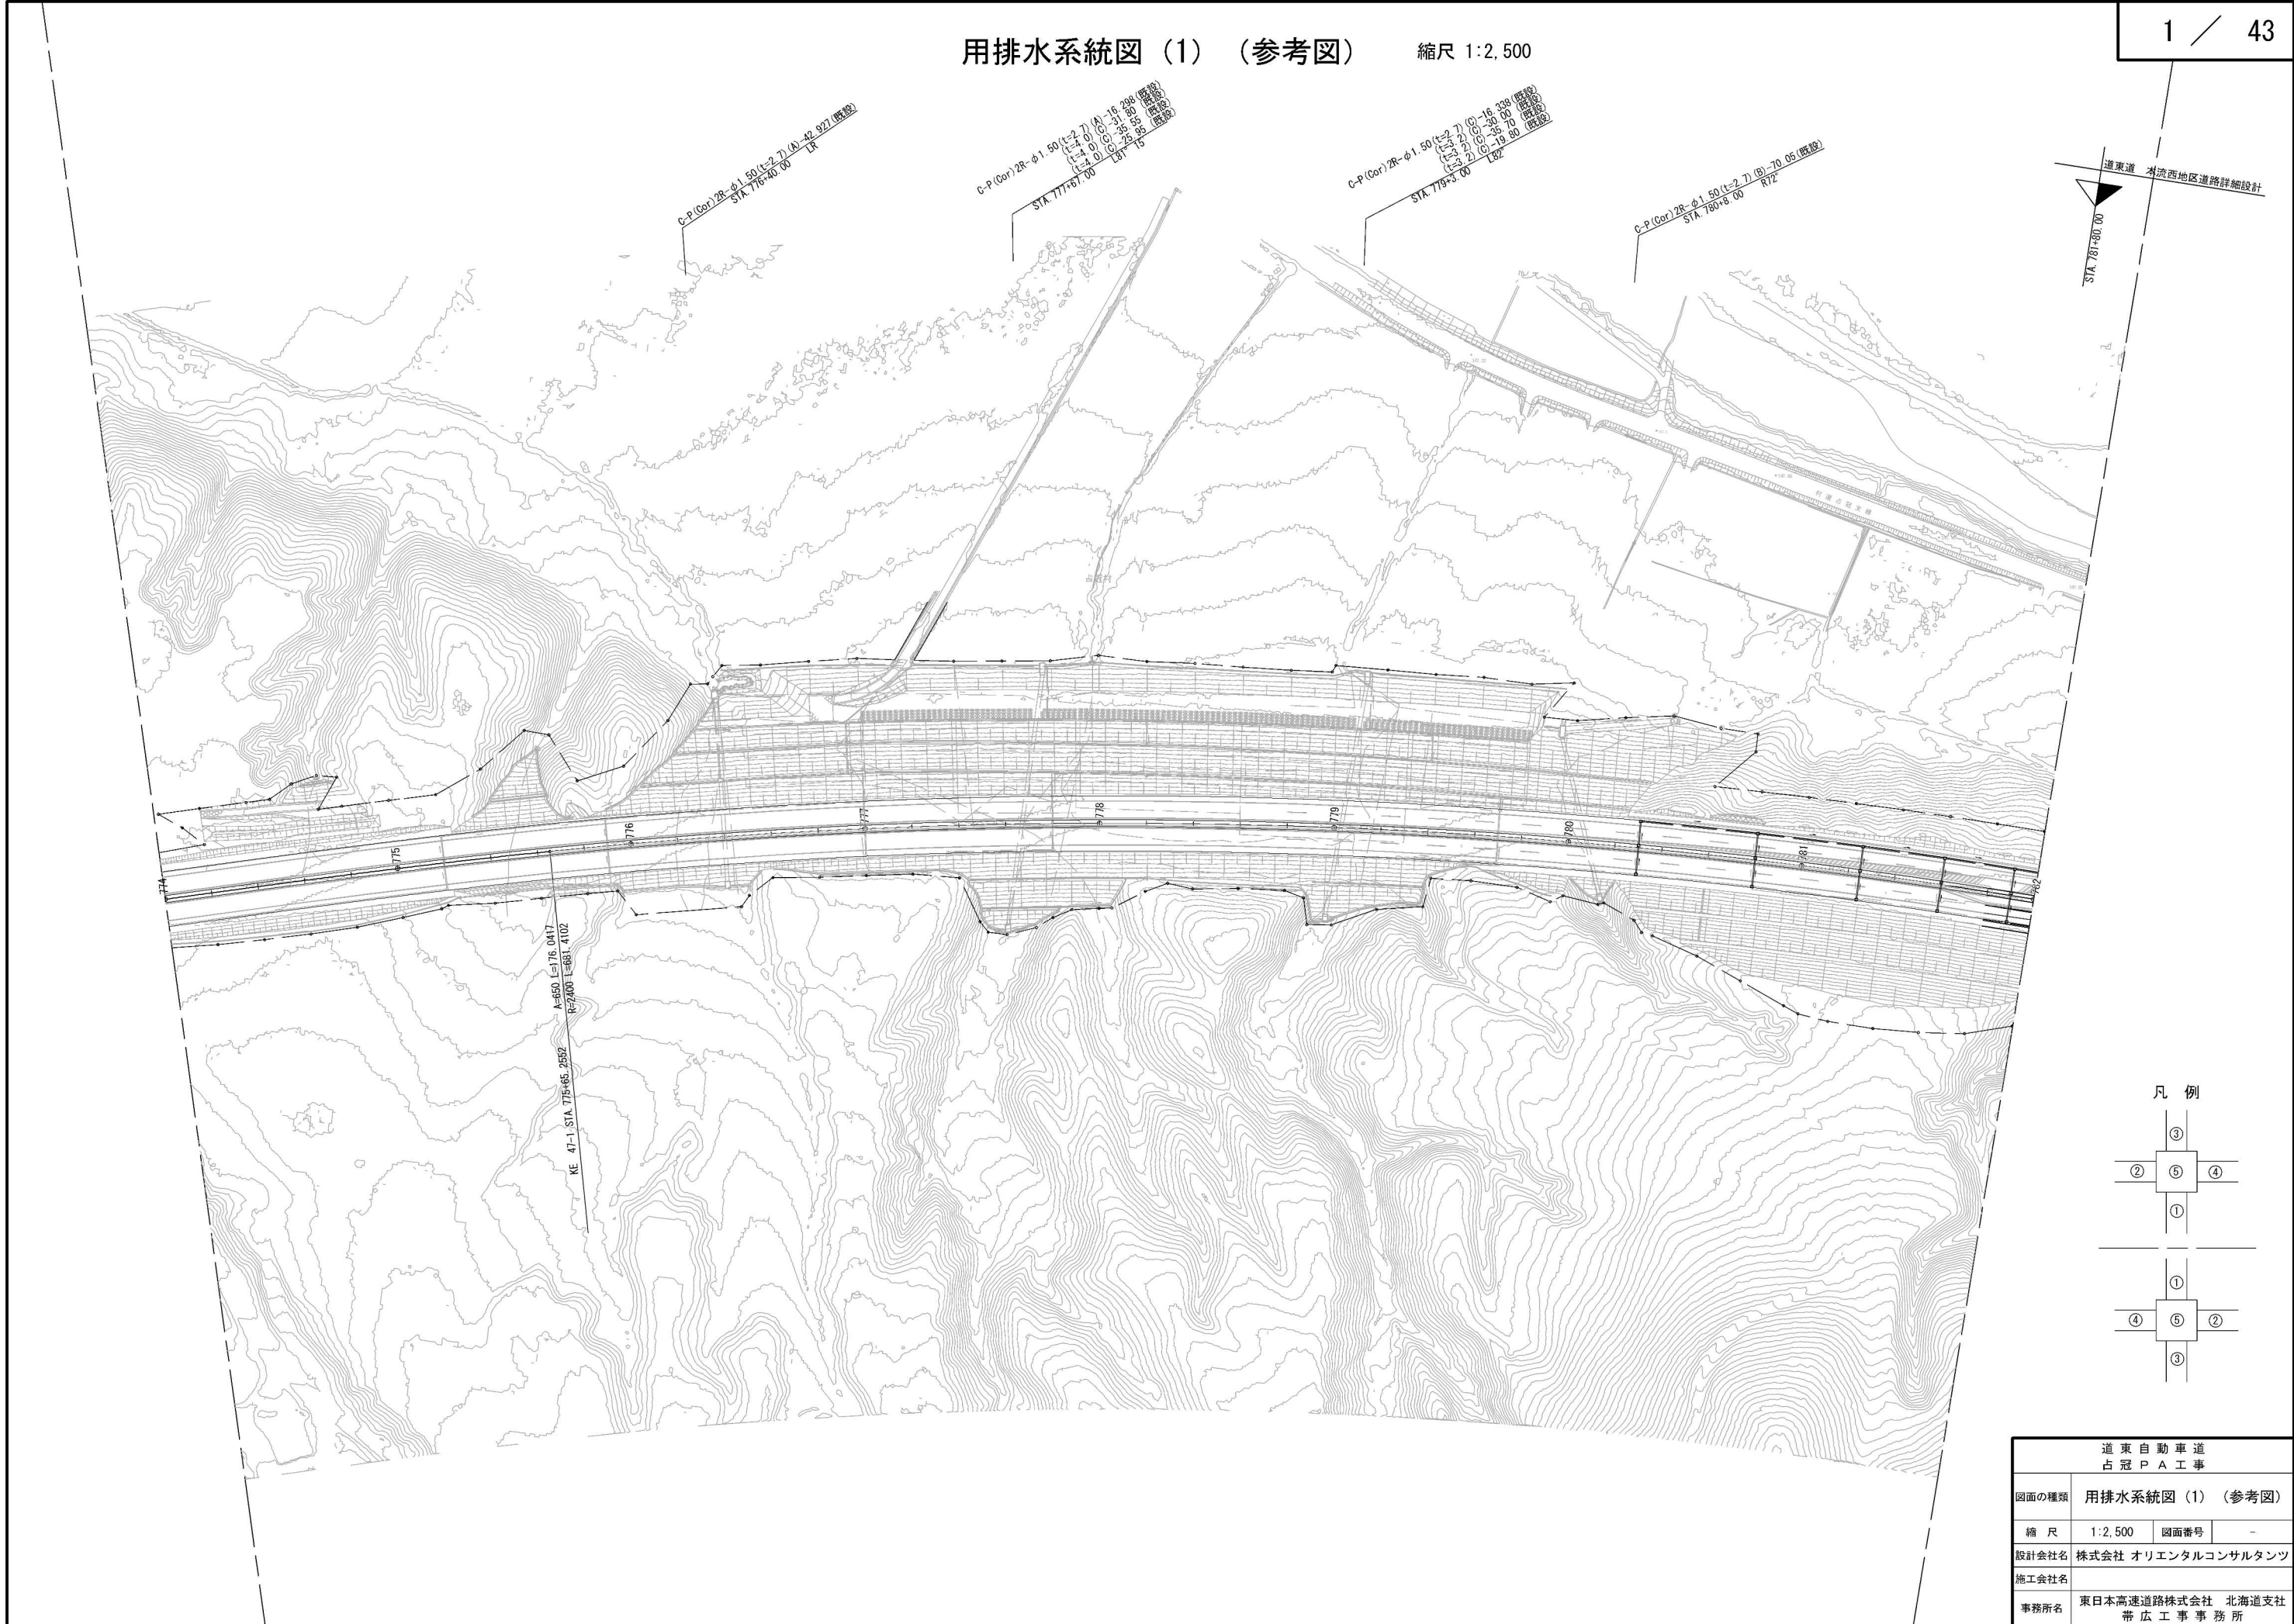 1 ／ 43
用排水系統図（1）（参考図）　縮尺 1:2,500
C-P(Cor)2R-φ1.50(t=2.7)(A)-42.927(既設)
STA.776+40.00 LR
C-P(Cor)2R-φ1.50(t=2.7)(A)-16.298(既設)
(t=4.0)(C)-31.80(既設)
(t=4.0)(C)-35.55(既設)
(t=4.0)(C)-25.95(既設)
STA.777+67.00 L81°15'
C-P(Cor)2R-φ1.50(t=2.7)(C)-16.338(既設)
(t=3.2)(C)-30.00(既設)
(t=3.2)(C)-35.70(既設)
(t=3.2)(C)-19.80(既設)
STA.779+3.00 L82°
C-P(Cor)2R-φ1.50(t=2.7)(B)-70.05(既設)
STA.780+8.00 R72°
道東道 本流西地区道路詳細設計
STA.781+80.00
村道占冠支線
占冠村
774
775
776
777
778
779
780
781
782
A=650 L=176.0417
R=2400 L=681.4102
KE 47-1 STA.775+65.2552
凡 例
③
② ⑤ ④
①
①
④ ⑤ ②
③
道東自動車道
占冠ＰＡ工事
図面の種類 用排水系統図（1）（参考図）
縮 尺 1:2,500 図面番号 -
設計会社名 株式会社 オリエンタルコンサルタンツ
施工会社名
事務所名 東日本高速道路株式会社 北海道支社
帯広工事事務所